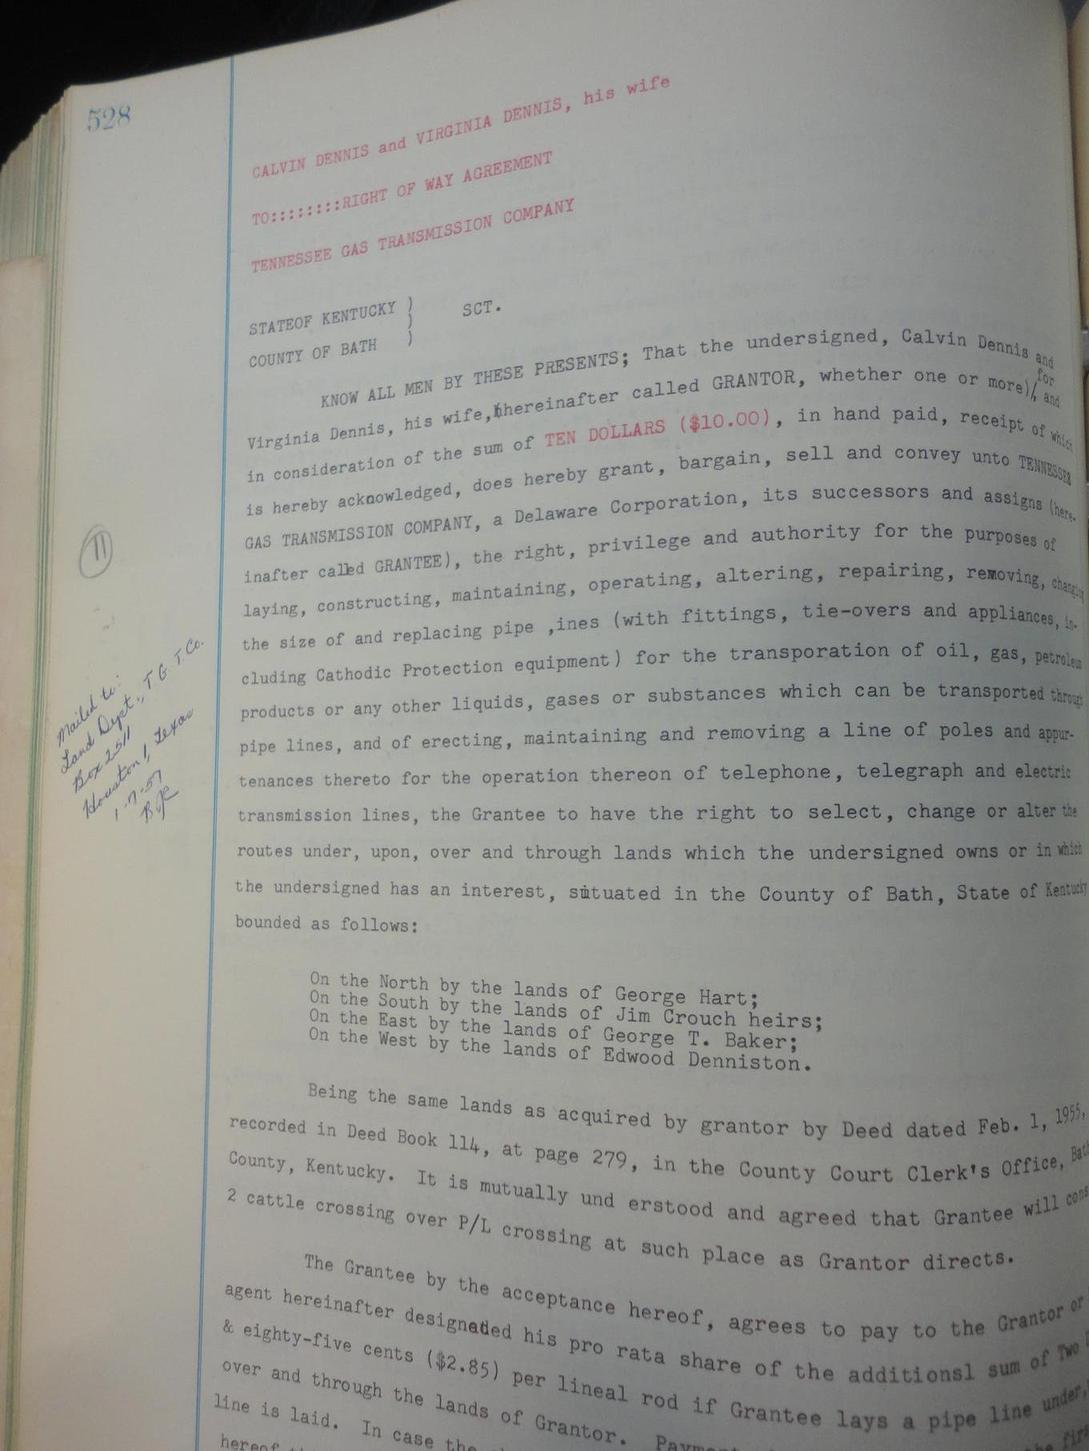 528
CALVIN DENNIS and VIRGINIA DENNIS, his wife
TO::::::::RIGHT OF WAY AGREEMENT
TENNESSEE GAS TRANSMISSION COMPANY
STATEOF KENTUCKY )
) SCT.
COUNTY OF BATH )
KNOW ALL MEN BY THESE PRESENTS; That the undersigned, Calvin Dennis and
Virginia Dennis, his wife,(hereinafter called GRANTOR, whether one or more)/ for and
in consideration of the sum of TEN DOLLARS ($10.00), in hand paid, receipt of which
is hereby acknowledged, does hereby grant, bargain, sell and convey unto TENNESSEE
GAS TRANSMISSION COMPANY, a Delaware Corporation, its successors and assigns (here-
inafter called GRANTEE), the right, privilege and authority for the purposes of
laying, constructing, maintaining, operating, altering, repairing, removing, changing
the size of and replacing pipe ,ines (with fittings, tie-overs and appliances, in-
cluding Cathodic Protection equipment) for the transporation of oil, gas, petroleum
products or any other liquids, gases or substances which can be transported through
pipe lines, and of erecting, maintaining and removing a line of poles and appur-
tenances thereto for the operation thereon of telephone, telegraph and electric
transmission lines, the Grantee to have the right to select, change or alter the
routes under, upon, over and through lands which the undersigned owns or in which
the undersigned has an interest, situated in the County of Bath, State of Kentucky
bounded as follows:
On the North by the lands of George Hart;
On the South by the lands of Jim Crouch heirs;
On the East by the lands of George T. Baker;
On the West by the lands of Edwood Denniston.
Being the same lands as acquired by grantor by Deed dated Feb. 1, 1955,
recorded in Deed Book 114, at page 279, in the County Court Clerk's Office, Bath
County, Kentucky. It is mutually und erstood and agreed that Grantee will cons
2 cattle crossing over P/L crossing at such place as Grantor directs.
The Grantee by the acceptance hereof, agrees to pay to the Grantor or
agent hereinafter designated his pro rata share of the additionsl sum of Two
& eighty-five cents ($2.85) per lineal rod if Grantee lays a pipe line under,
over and through the lands of Grantor.
line is laid. In case the
hereof
11
Mailed to:
Land Dept., T G. T. Co.
Box 2511
Houston 1, Texas
1-7-57